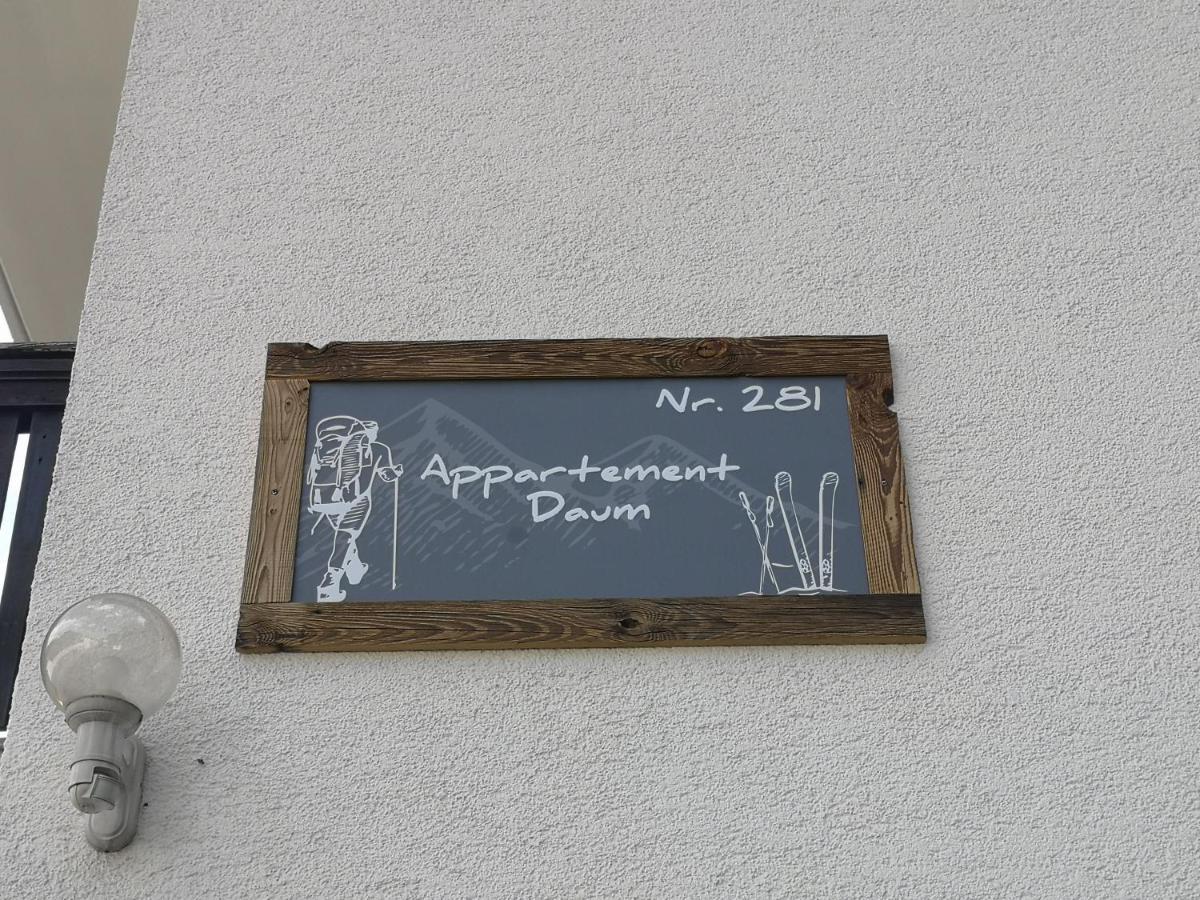 Nr. 281
Appartement
Daum